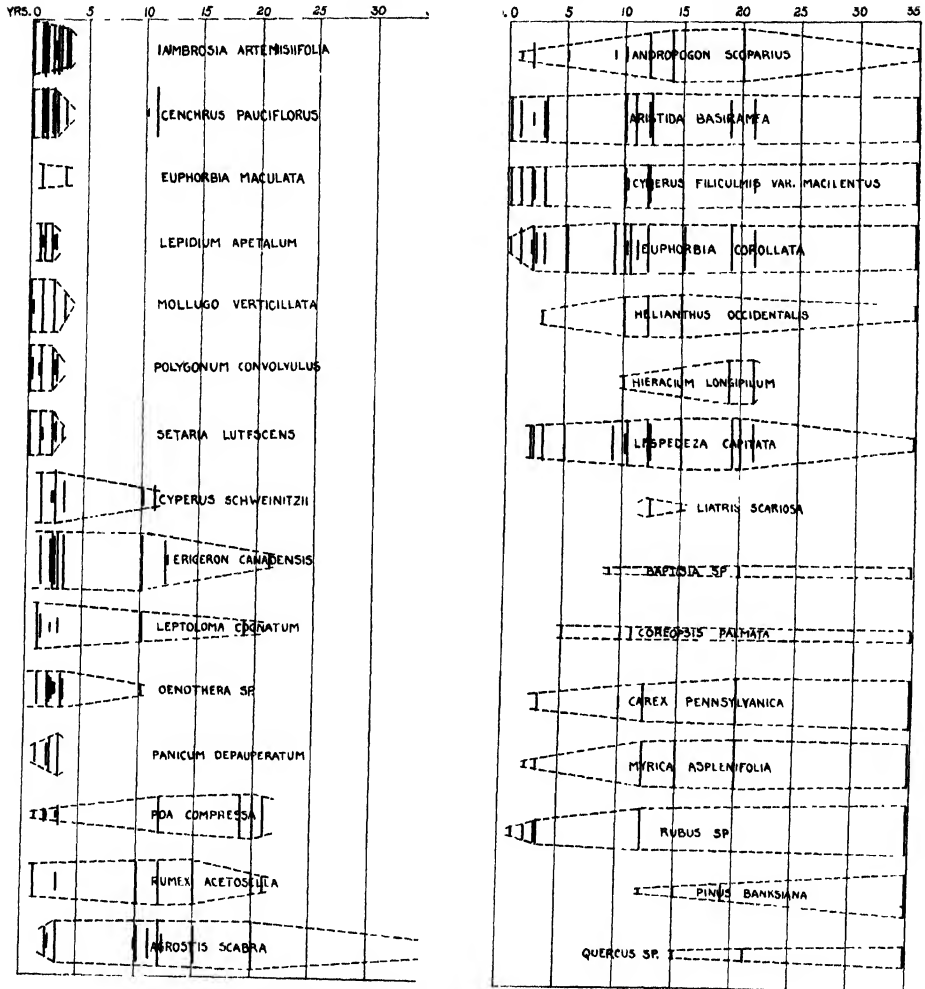 YRS. 0 5 10 15 20 25 30
AMBROSIA ARTEMISIIFOLIA
CENCHRUS PAUCIFLORUS
EUPHORBIA MACULATA
LEPIDIUM APETALUM
MOLLUGO VERTICILLATA
POLYGONUM CONVOLVULUS
SETARIA LUTESCENS
CYPERUS SCHWEINITZII
ERIGERON CANADENSIS
LEPTOLOMA COGNATUM
OENOTHERA SP.
PANICUM DEPAUPERATUM
POA COMPRESSA
RUMEX ACETOSELLA
AGROSTIS SCABRA
0 5 10 15 20 25 30 35
ANDROPOGON SCOPARIUS
ARISTIDA BASIRAMEA
CYPERUS FILICULMIS VAR. MACILENTUS
EUPHORBIA COROLLATA
HELIANTHUS OCCIDENTALIS
HIERACIUM LONGIPILUM
LESPEDEZA CAPITATA
LIATRIS SCARIOSA
BAPTISIA SP.
COREOPSIS PALMATA
CAREX PENNSYLVANICA
MYRICA ASPLENIFOLIA
RUBUS SP
PINUS BANKSIANA
QUERCUS SP.